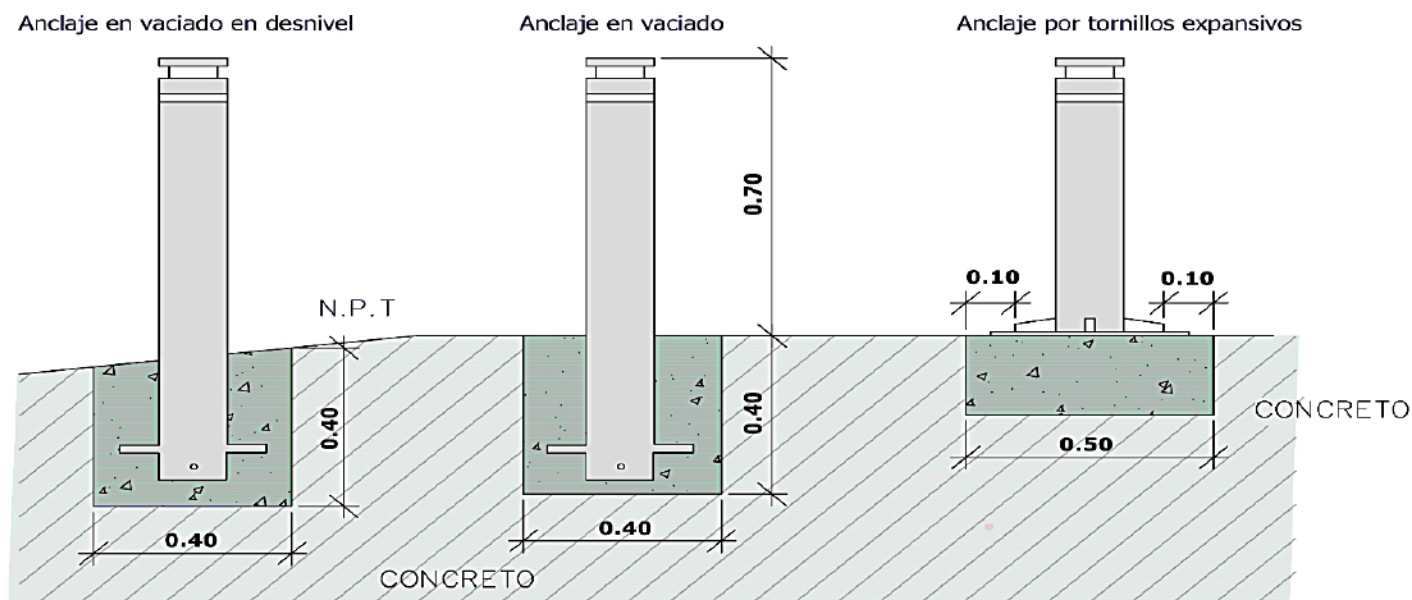 Anclaje en vaciado en desnivel
Anclaje en vaciado
Anclaje por tornillos expansivos
0.70
0.10
0.10
N.P.T
0.40
0.40
CONCRETO
0.50
0.40
0.40
CONCRETO